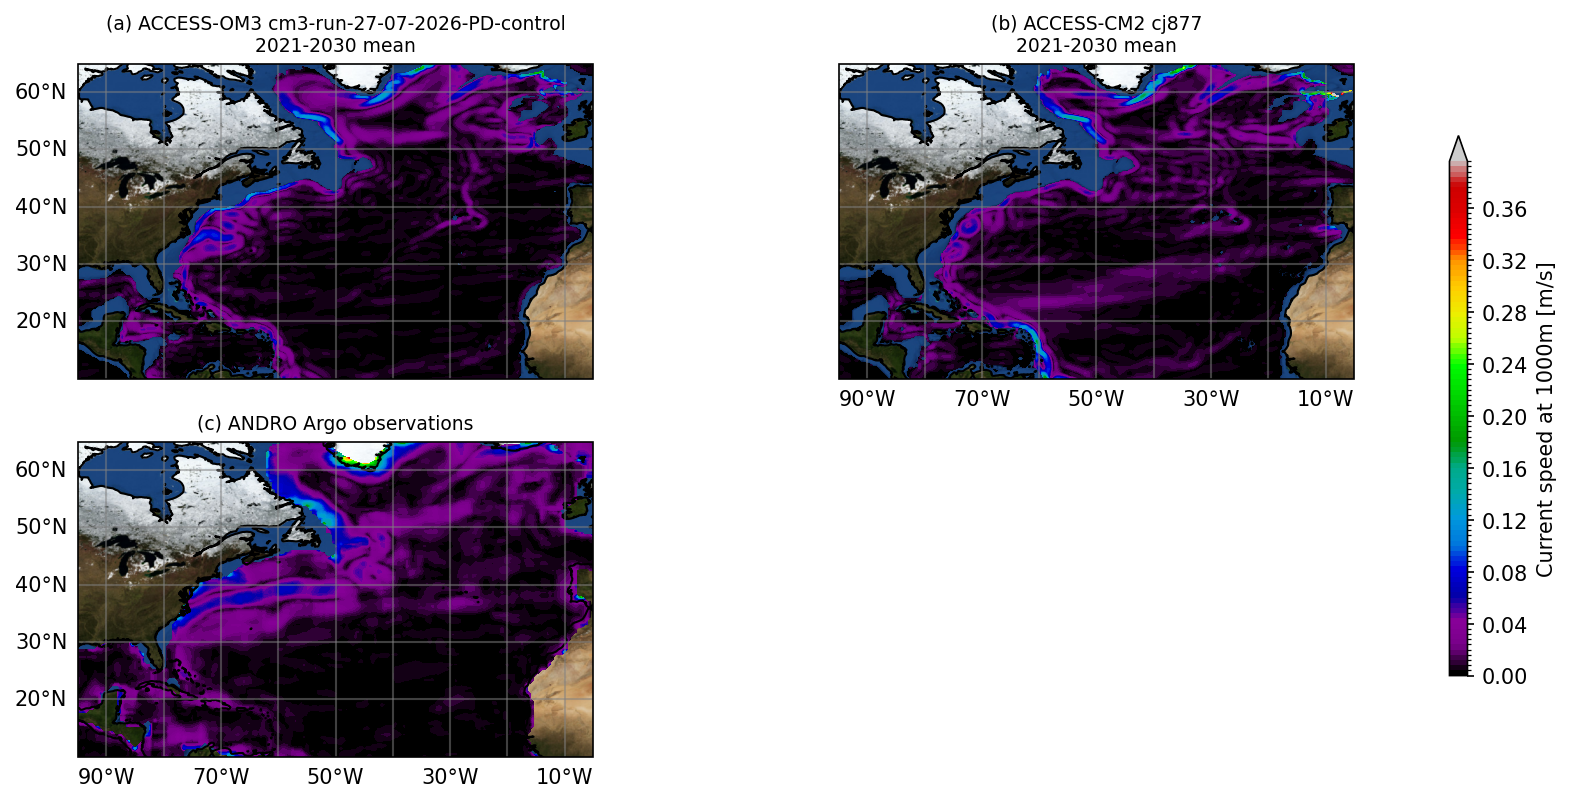 (a) ACCESS-OM3 cm3-run-27-07-2026-PD-control
2021-2030 mean
(b) ACCESS-CM2 cj877
2021-2030 mean
60°N
50°N
40°N
30°N
20°N
90°W 70°W 50°W 30°W 10°W
(c) ANDRO Argo observations
60°N
50°N
40°N
30°N
20°N
90°W 70°W 50°W 30°W 10°W
0.36
0.32
0.28
0.24
0.20
0.16
0.12
0.08
0.04
0.00
Current speed at 1000m [m/s]